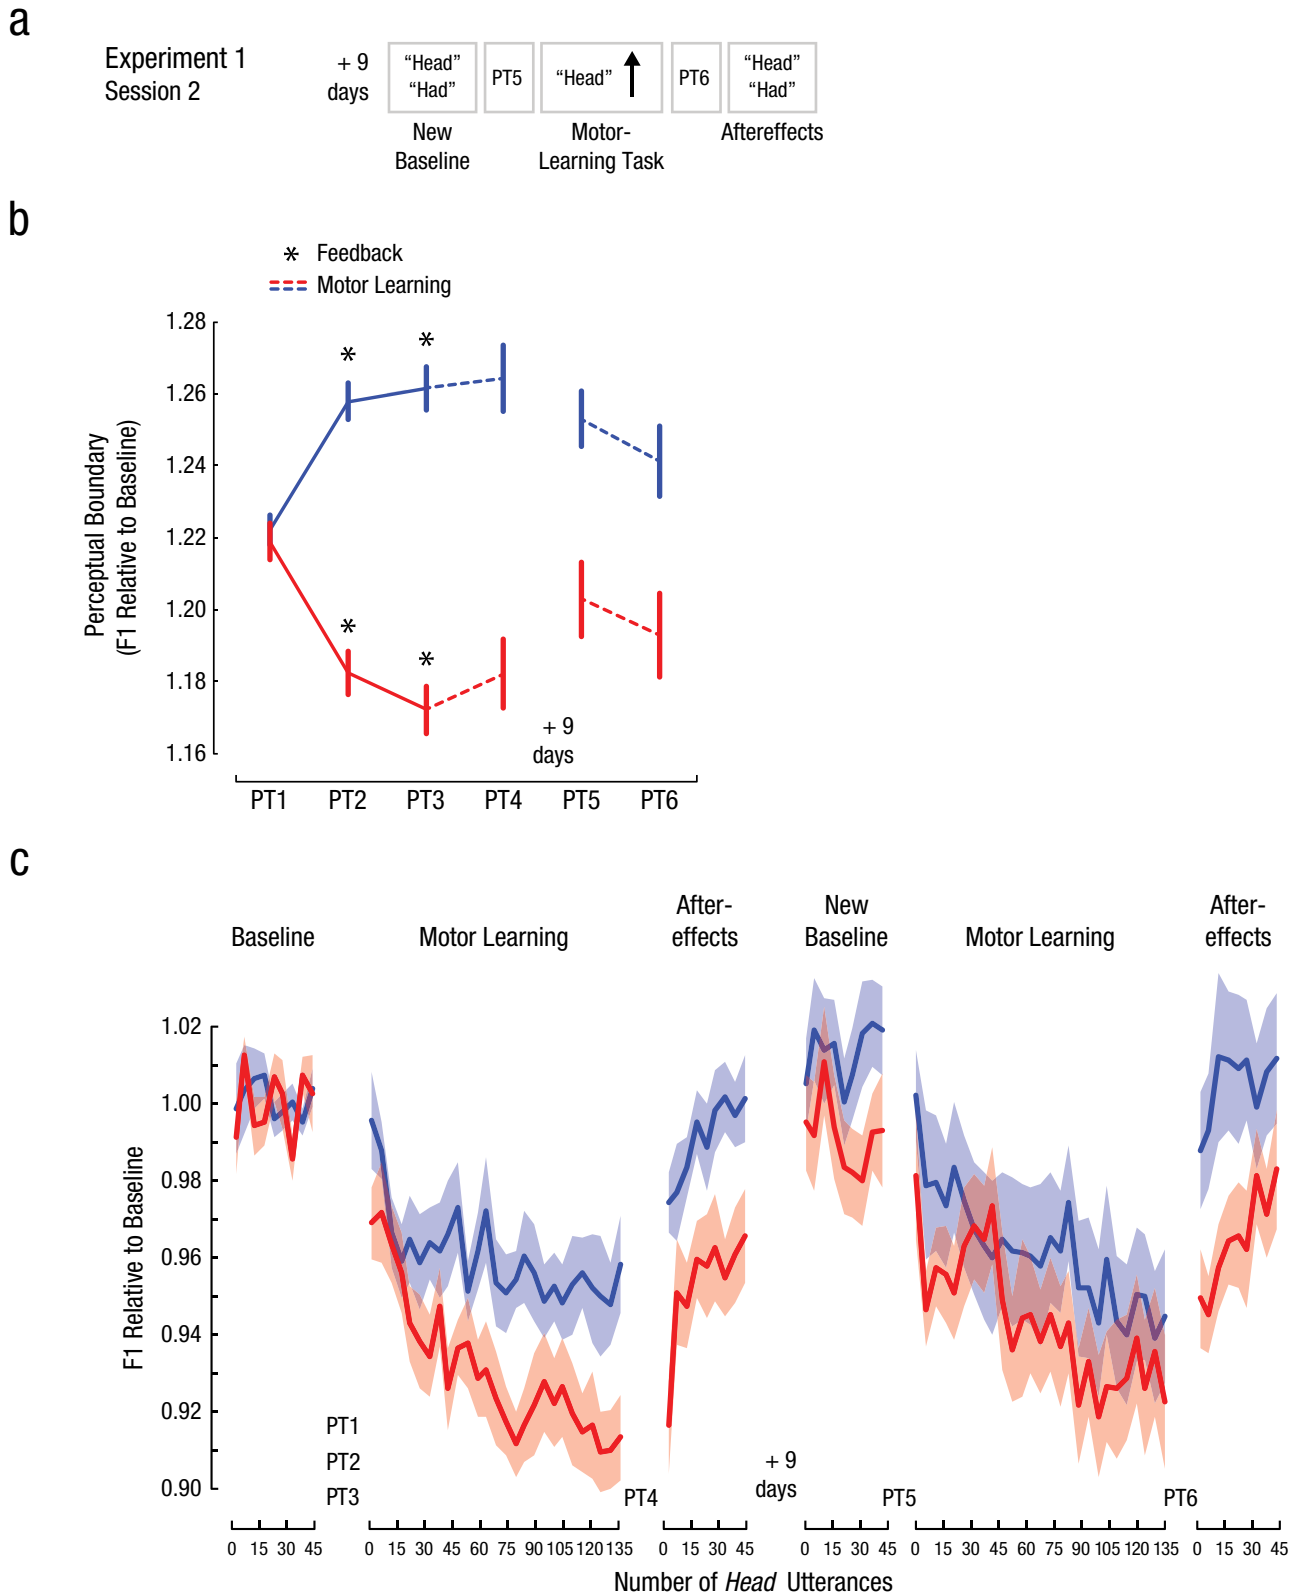 a
Experiment 1
Session 2
+ 9
days
“Head”
“Had”
PT5
“Head”
PT6
“Head”
“Had”
New
Baseline
Motor-
Learning Task
Aftereffects
b
* Feedback
Motor Learning
Perceptual Boundary
(F1 Relative to Baseline)
1.28
1.26
1.24
1.22
1.20
1.18
1.16
*
*
*
*
+ 9
days
PT1 PT2 PT3 PT4 PT5 PT6
c
Baseline
Motor Learning
After-
effects
New
Baseline
Motor Learning
After-
effects
F1 Relative to Baseline
1.02
1.00
0.98
0.96
0.94
0.92
0.90
PT1
PT2
PT3
PT4
+ 9
days
PT5
PT6
0 15 30 45
0 15 30 45 60 75 90 105 120 135
0 15 30 45
0 15 30 45
0 15 30 45 60 75 90 105 120 135
0 15 30 45
Number of Head Utterances